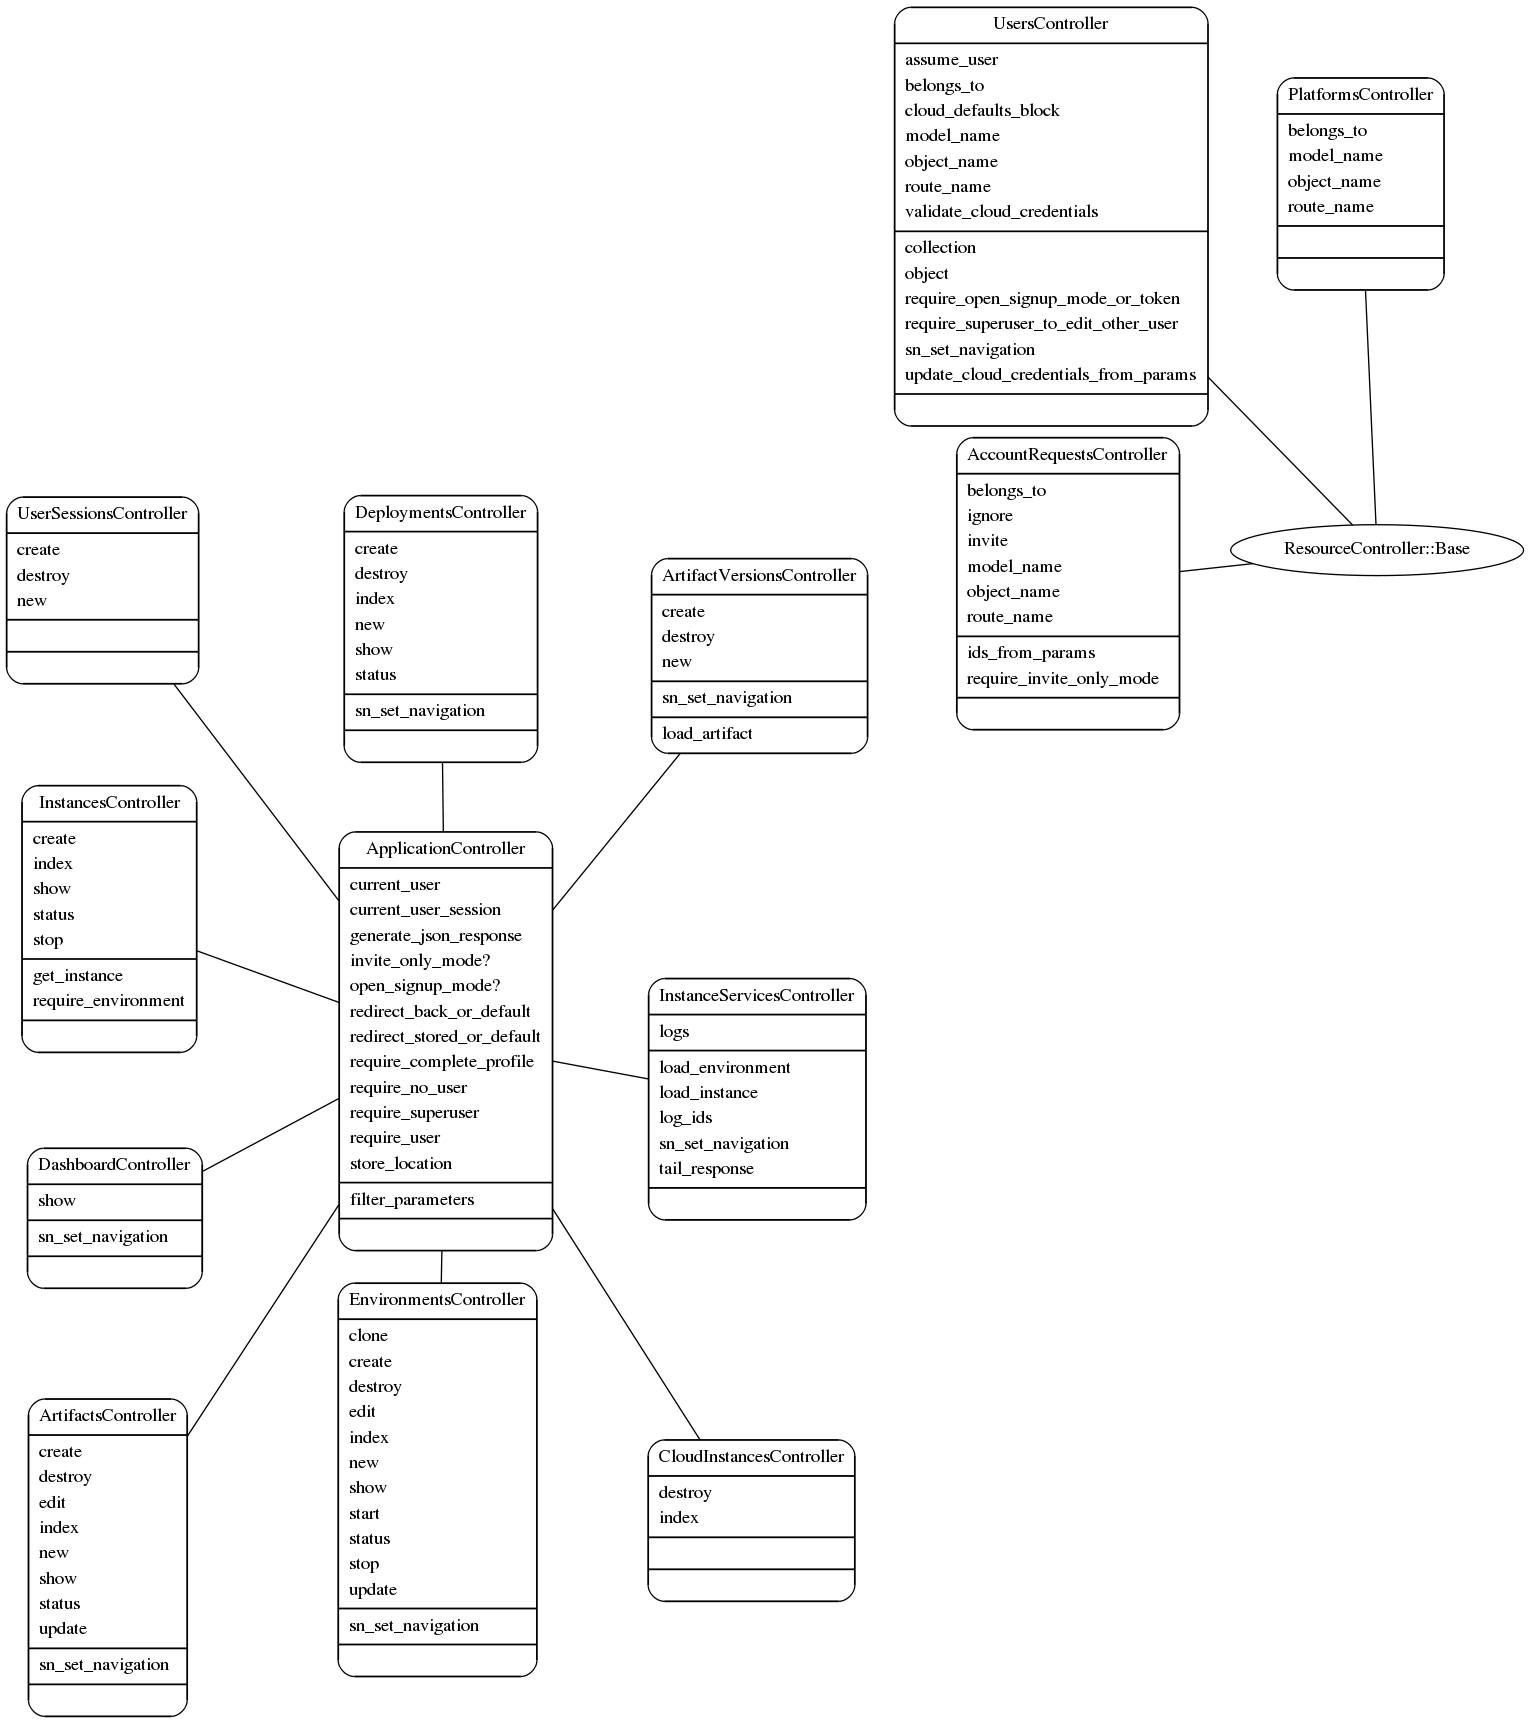 UsersController
assume_user
belongs_to
cloud_defaults_block
model_name
object_name
route_name
validate_cloud_credentials
collection
object
require_open_signup_mode_or_token
require_superuser_to_edit_other_user
sn_set_navigation
update_cloud_credentials_from_params
PlatformsController
belongs_to
model_name
object_name
route_name
AccountRequestsController
belongs_to
ignore
invite
model_name
object_name
route_name
ids_from_params
require_invite_only_mode
ResourceController::Base
UserSessionsController
create
destroy
new
DeploymentsController
create
destroy
index
new
show
status
sn_set_navigation
ArtifactVersionsController
create
destroy
new
sn_set_navigation
load_artifact
InstancesController
create
index
show
status
stop
get_instance
require_environment
ApplicationController
current_user
current_user_session
generate_json_response
invite_only_mode?
open_signup_mode?
redirect_back_or_default
redirect_stored_or_default
require_complete_profile
require_no_user
require_superuser
require_user
store_location
filter_parameters
InstanceServicesController
logs
load_environment
load_instance
log_ids
sn_set_navigation
tail_response
DashboardController
show
sn_set_navigation
EnvironmentsController
clone
create
destroy
edit
index
new
show
start
status
stop
update
sn_set_navigation
ArtifactsController
create
destroy
edit
index
new
show
status
update
sn_set_navigation
CloudInstancesController
destroy
index